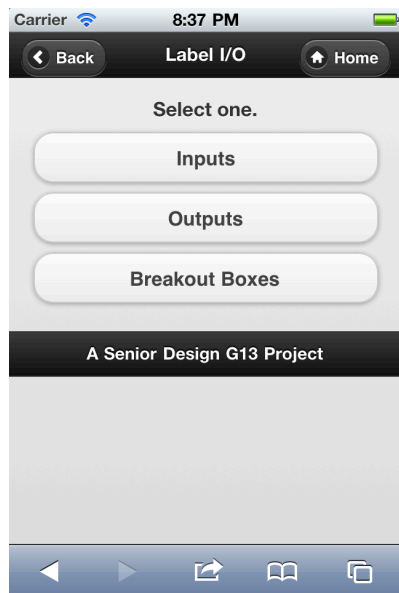 Carrier 8:37 PM
Back Label I/O Home
Select one.
Inputs
Outputs
Breakout Boxes
A Senior Design G13 Project